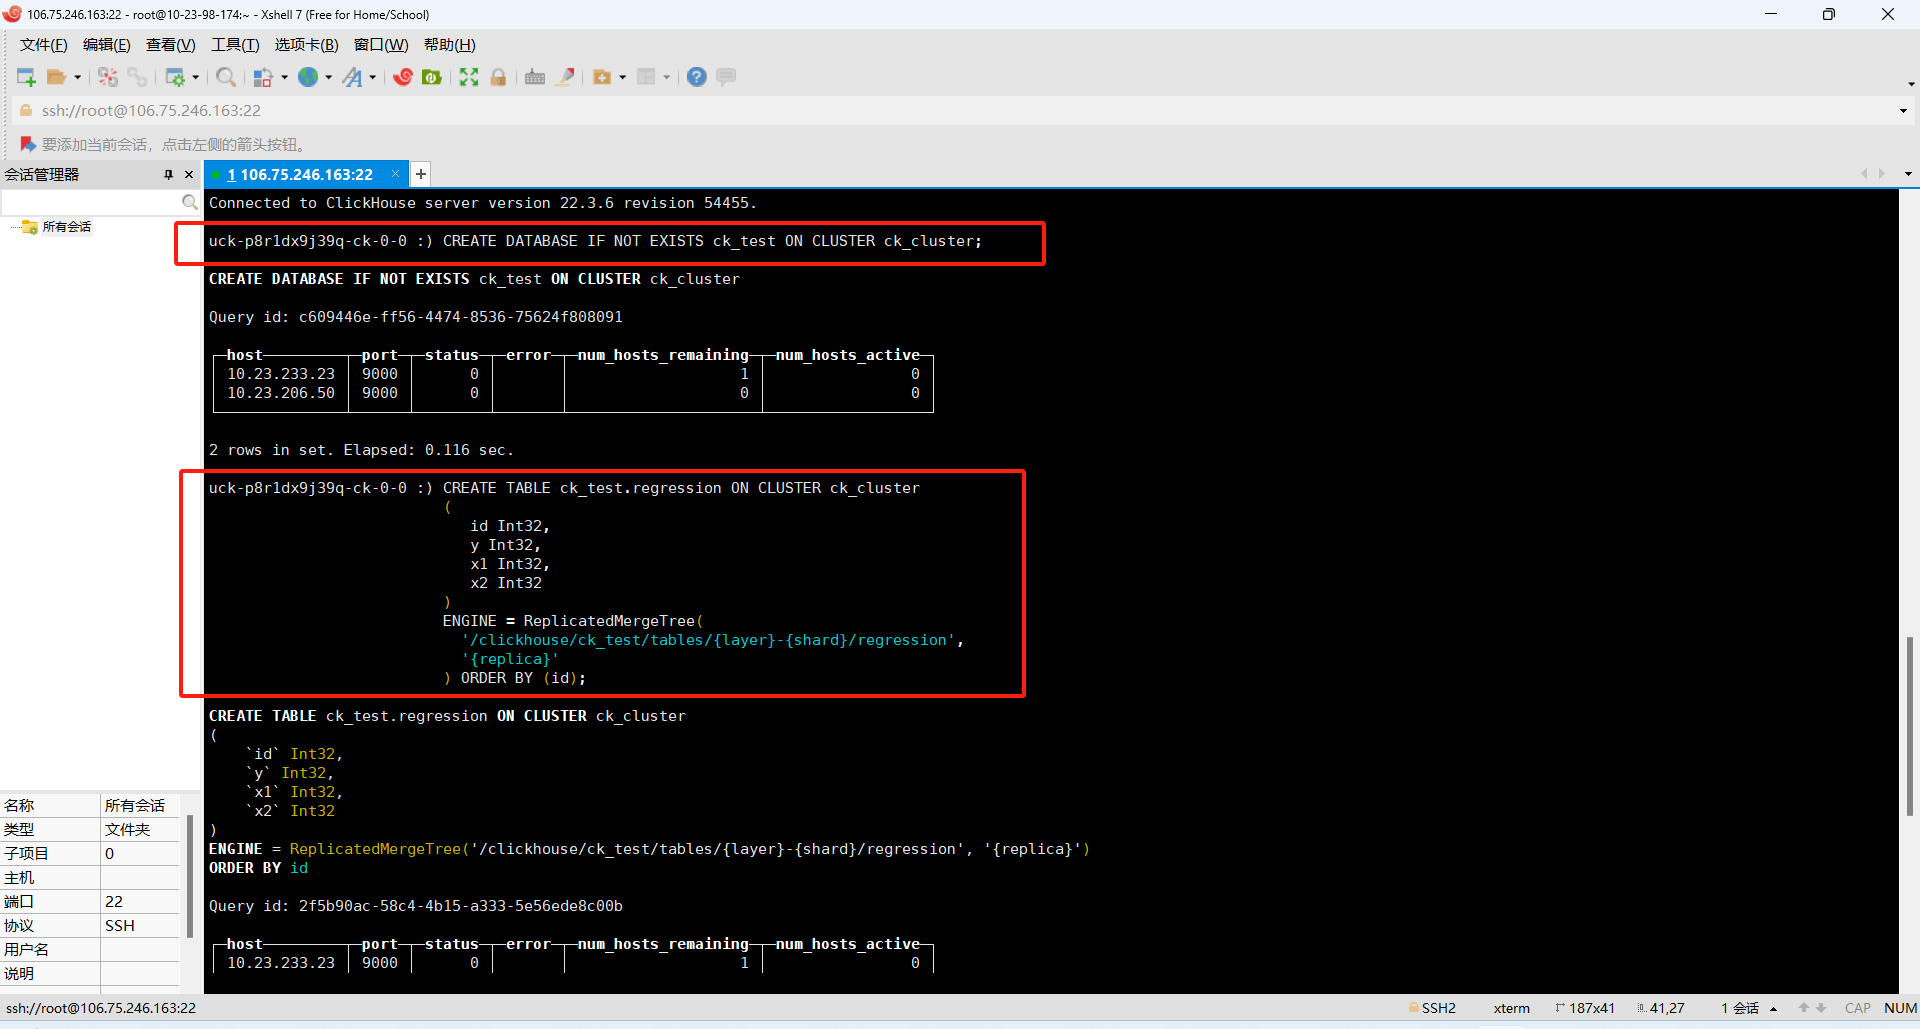 106.75.246.163:22 - root@10-23-98-174:~ - Xshell 7 (Free for Home/School)
文件(F) 编辑(E) 查看(V) 工具(T) 选项卡(B) 窗口(W) 帮助(H)
ssh://root@106.75.246.163:22
要添加当前会话，点击左侧的箭头按钮。
会话管理器
1 106.75.246.163:22
所有会话
Connected to ClickHouse server version 22.3.6 revision 54455.
uck-p8r1dx9j39q-ck-0-0 :) CREATE DATABASE IF NOT EXISTS ck_test ON CLUSTER ck_cluster;
CREATE DATABASE IF NOT EXISTS ck_test ON CLUSTER ck_cluster
Query id: c609446e-ff56-4474-8536-75624f808091
host port status error num_hosts_remaining num_hosts_active
10.23.233.23 9000 0 1 0
10.23.206.50 9000 0 0 0
2 rows in set. Elapsed: 0.116 sec.
uck-p8r1dx9j39q-ck-0-0 :) CREATE TABLE ck_test.regression ON CLUSTER ck_cluster
(
id Int32,
y Int32,
x1 Int32,
x2 Int32
)
ENGINE = ReplicatedMergeTree(
'/clickhouse/ck_test/tables/{layer}-{shard}/regression',
'{replica}'
) ORDER BY (id);
CREATE TABLE ck_test.regression ON CLUSTER ck_cluster
(
`id` Int32,
`y` Int32,
`x1` Int32,
`x2` Int32
)
ENGINE = ReplicatedMergeTree('/clickhouse/ck_test/tables/{layer}-{shard}/regression', '{replica}')
ORDER BY id
Query id: 2f5b90ac-58c4-4b15-a333-5e56ede8c00b
host port status error num_hosts_remaining num_hosts_active
10.23.233.23 9000 0 1 0
名称 所有会话
类型 文件夹
子项目 0
主机
端口 22
协议 SSH
用户名
说明
ssh://root@106.75.246.163:22 SSH2 xterm 187x41 41,27 1 会话 CAP NUM